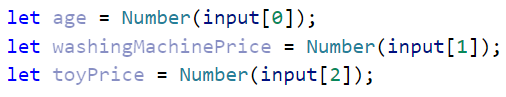 let age = Number(input[0]);
let washingMachinePrice = Number(input[1]);
let toyPrice = Number(input[2]);